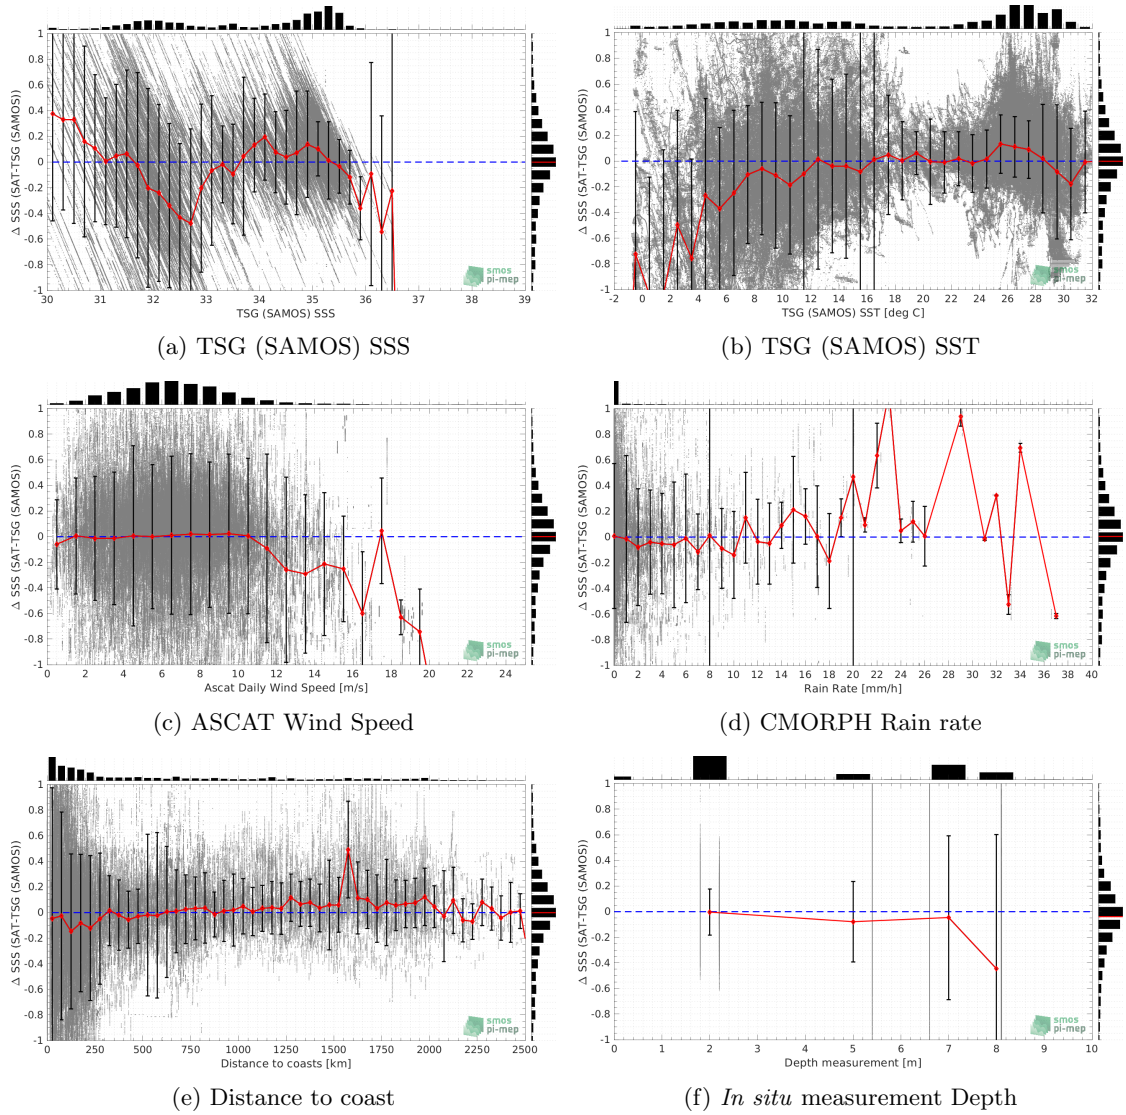 1
0.8
0.6
0.4
0.2
0
-0.2
-0.4
-0.6
-0.8
-1
Δ SSS (SAT-TSG (SAMOS))
30 31 32 33 34 35 36 37 38 39
TSG (SAMOS) SSS
smos
pi-mep
(a) TSG (SAMOS) SSS
1
0.8
0.6
0.4
0.2
0
-0.2
-0.4
-0.6
-0.8
-1
Δ SSS (SAT-TSG (SAMOS))
-2 0 2 4 6 8 10 12 14 16 18 20 22 24 26 28 30 32
TSG (SAMOS) SST [deg C]
smos
pi-mep
(b) TSG (SAMOS) SST
1
0.8
0.6
0.4
0.2
0
-0.2
-0.4
-0.6
-0.8
-1
Δ SSS (SAT-TSG (SAMOS))
0 2 4 6 8 10 12 14 16 18 20 22 24
Ascat Daily Wind Speed [m/s]
smos
pi-mep
(c) ASCAT Wind Speed
1
0.8
0.6
0.4
0.2
0
-0.2
-0.4
-0.6
-0.8
-1
Δ SSS (SAT-TSG (SAMOS))
0 2 4 6 8 10 12 14 16 18 20 22 24 26 28 30 32 34 36 38 40
Rain Rate [mm/h]
smos
pi-mep
(d) CMORPH Rain rate
1
0.8
0.6
0.4
0.2
0
-0.2
-0.4
-0.6
-0.8
-1
Δ SSS (SAT-TSG (SAMOS))
0 250 500 750 1000 1250 1500 1750 2000 2250 2500
Distance to coasts [km]
smos
pi-mep
(e) Distance to coast
1
0.8
0.6
0.4
0.2
0
-0.2
-0.4
-0.6
-0.8
-1
Δ SSS (SAT-TSG (SAMOS))
0 1 2 3 4 5 6 7 8 9 10
Depth measurement [m]
smos
pi-mep
(f) In situ measurement Depth